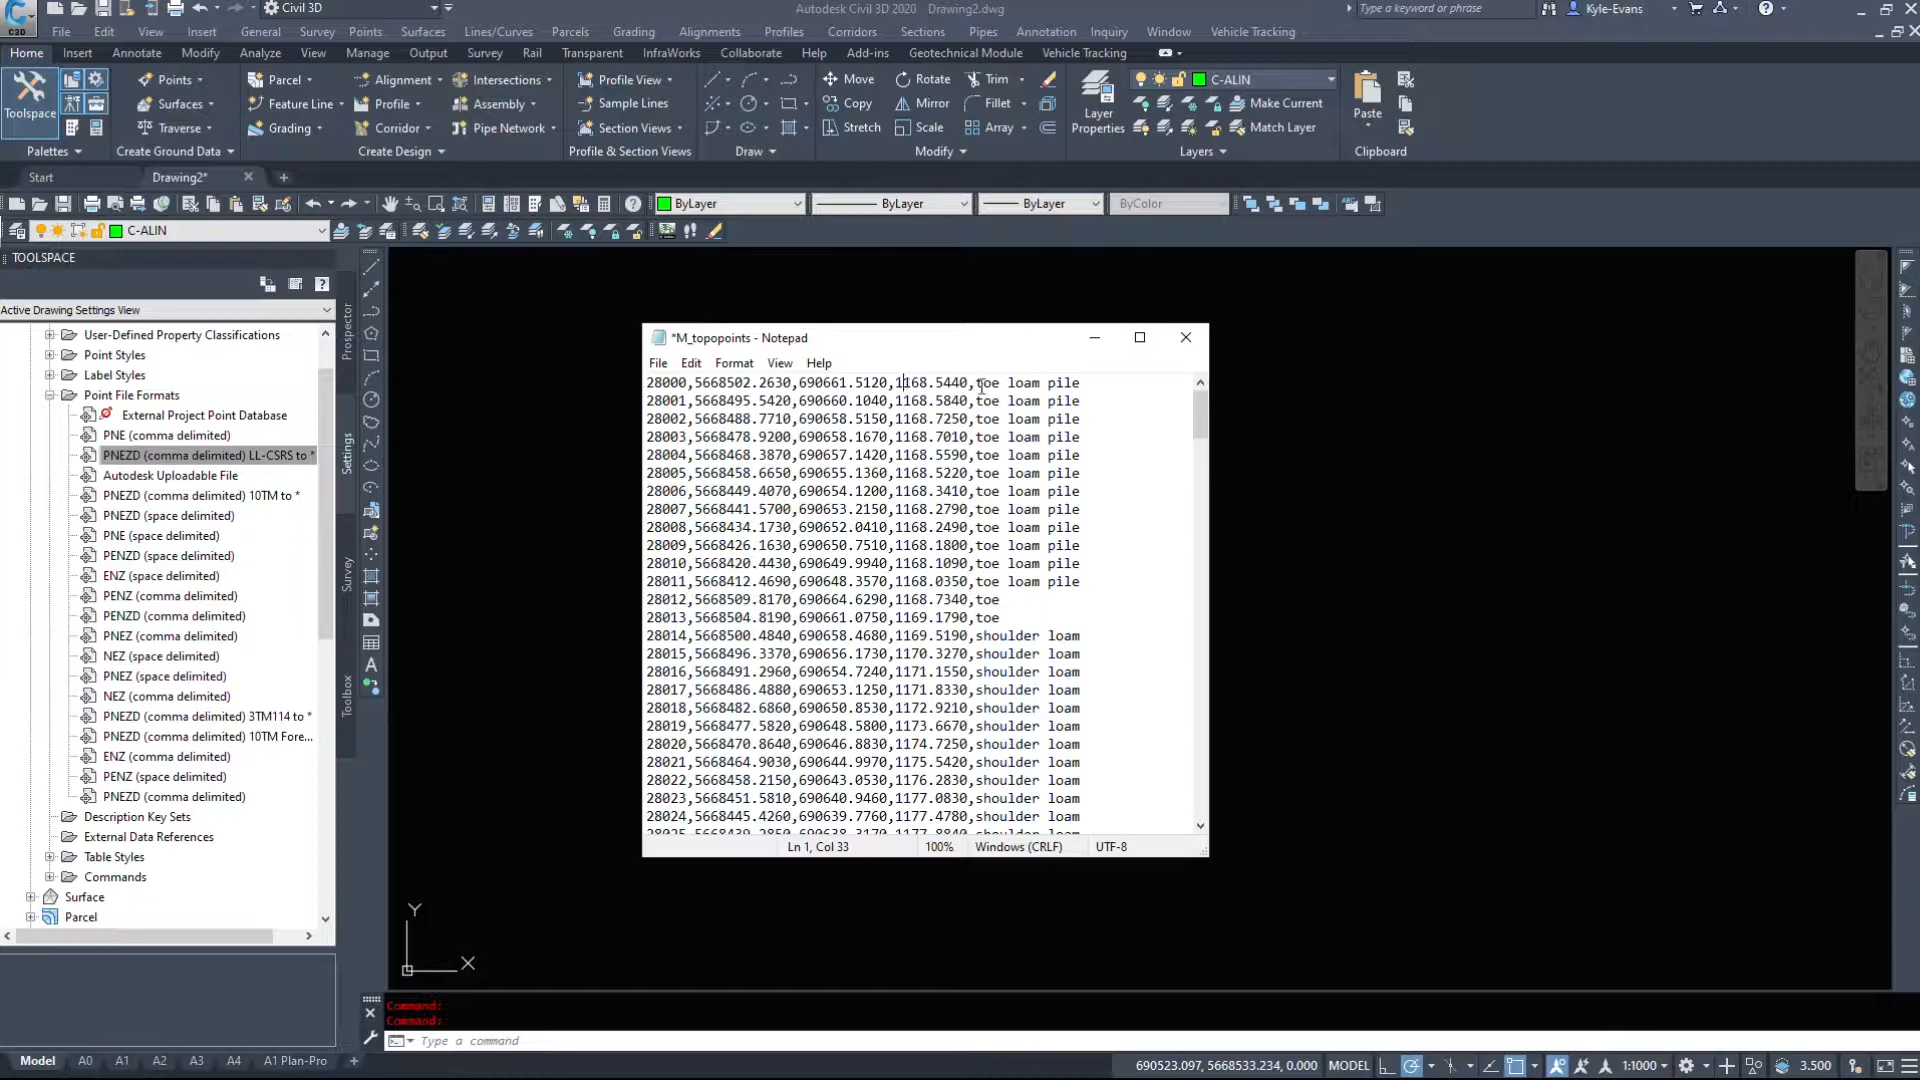 Civil 3D
Autodesk Civil 3D 2020 Drawing2.dwg
Type a keyword or phrase
Kyle-Evans
C3D
File Edit View Insert General Survey Points Surfaces Lines/Curves Parcels Grading Alignments Profiles Corridors Sections Pipes Annotation Inquiry Window Vehicle Tracking
Home Insert Annotate Modify Analyze View Manage Output Survey Rail Transparent InfraWorks Collaborate Help Add-ins Geotechnical Module Vehicle Tracking
Points Parcel Alignment Intersections Profile View Move Rotate Trim C-ALIN
Toolspace Surfaces Feature Line Profile Assembly Sample Lines Copy Mirror Fillet Layer Properties Make Current Paste
Traverse Grading Corridor Pipe Network Section Views Stretch Scale Array Match Layer
Palettes Create Ground Data Create Design Profile & Section Views Draw Modify Layers Clipboard
Start Drawing2*
ByLayer ByLayer ByLayer ByColor
C-ALIN
TOOLSPACE
Active Drawing Settings View
User-Defined Property Classifications
Point Styles
Label Styles
Point File Formats
External Project Point Database
PNE (comma delimited)
PNEZD (comma delimited) LL-CSRS to *
Autodesk Uploadable File
PNEZD (comma delimited) 10TM to *
PNEZD (space delimited)
PNE (space delimited)
PENZD (space delimited)
ENZ (space delimited)
PENZ (comma delimited)
PENZD (comma delimited)
PNEZ (comma delimited)
NEZ (space delimited)
PNEZ (space delimited)
NEZ (comma delimited)
PNEZD (comma delimited) 3TM114 to *
PNEZD (comma delimited) 10TM Fore...
ENZ (comma delimited)
PENZ (space delimited)
PNEZD (comma delimited)
Description Key Sets
External Data References
Table Styles
Commands
Surface
Parcel
Prospector
Settings
Survey
Toolbox
*M_topopoints - Notepad
File Edit Format View Help
28000,5668502.2630,690661.5120,1168.5440,toe loam pile
28001,5668495.5420,690660.1040,1168.5840,toe loam pile
28002,5668488.7710,690658.5150,1168.7250,toe loam pile
28003,5668478.9200,690658.1670,1168.7010,toe loam pile
28004,5668468.3870,690657.1420,1168.5590,toe loam pile
28005,5668458.6650,690655.1360,1168.5220,toe loam pile
28006,5668449.4070,690654.1200,1168.3410,toe loam pile
28007,5668441.5700,690653.2150,1168.2790,toe loam pile
28008,5668434.1730,690652.0410,1168.2490,toe loam pile
28009,5668426.1630,690650.7510,1168.1800,toe loam pile
28010,5668420.4430,690649.9940,1168.1090,toe loam pile
28011,5668412.4690,690648.3570,1168.0350,toe loam pile
28012,5668509.8170,690664.6290,1168.7340,toe
28013,5668504.8190,690661.0750,1169.1790,toe
28014,5668500.4840,690658.4680,1169.5190,shoulder loam
28015,5668496.3370,690656.1730,1170.3270,shoulder loam
28016,5668491.2960,690654.7240,1171.1550,shoulder loam
28017,5668486.4880,690653.1250,1171.8330,shoulder loam
28018,5668482.6860,690650.8530,1172.9210,shoulder loam
28019,5668477.5820,690648.5800,1173.6670,shoulder loam
28020,5668470.8640,690646.8830,1174.7250,shoulder loam
28021,5668464.9030,690644.9970,1175.5420,shoulder loam
28022,5668458.2150,690643.0530,1176.2830,shoulder loam
28023,5668451.5810,690640.9460,1177.0830,shoulder loam
28024,5668445.4260,690639.7760,1177.4780,shoulder loam
28025,5668439.2850,690638.3170,1177.8840,shoulder loam
Ln 1, Col 33 100% Windows (CRLF) UTF-8
Y
X
Command:
Command:
Type a command
Model A0 A1 A2 A3 A4 A1 Plan-Pro
690523.097, 5668533.234, 0.000 MODEL 1:1000 3.500